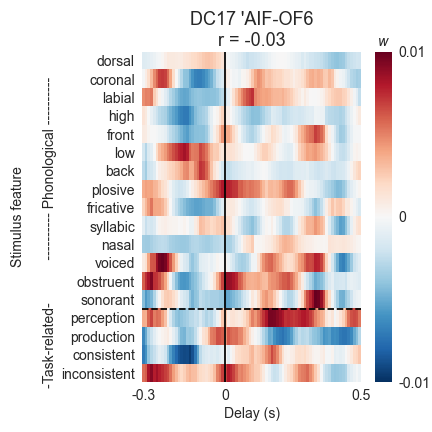 DC17 'AIF-OF6
r = -0.03
w
dorsal
coronal
labial
high
front
low
back
plosive
fricative
syllabic
nasal
voiced
obstruent
sonorant
perception
production
consistent
inconsistent
Stimulus feature
-Task-related- ---------- Phonological ----------
-0.3 0 0.5
Delay (s)
0.01
0
-0.01